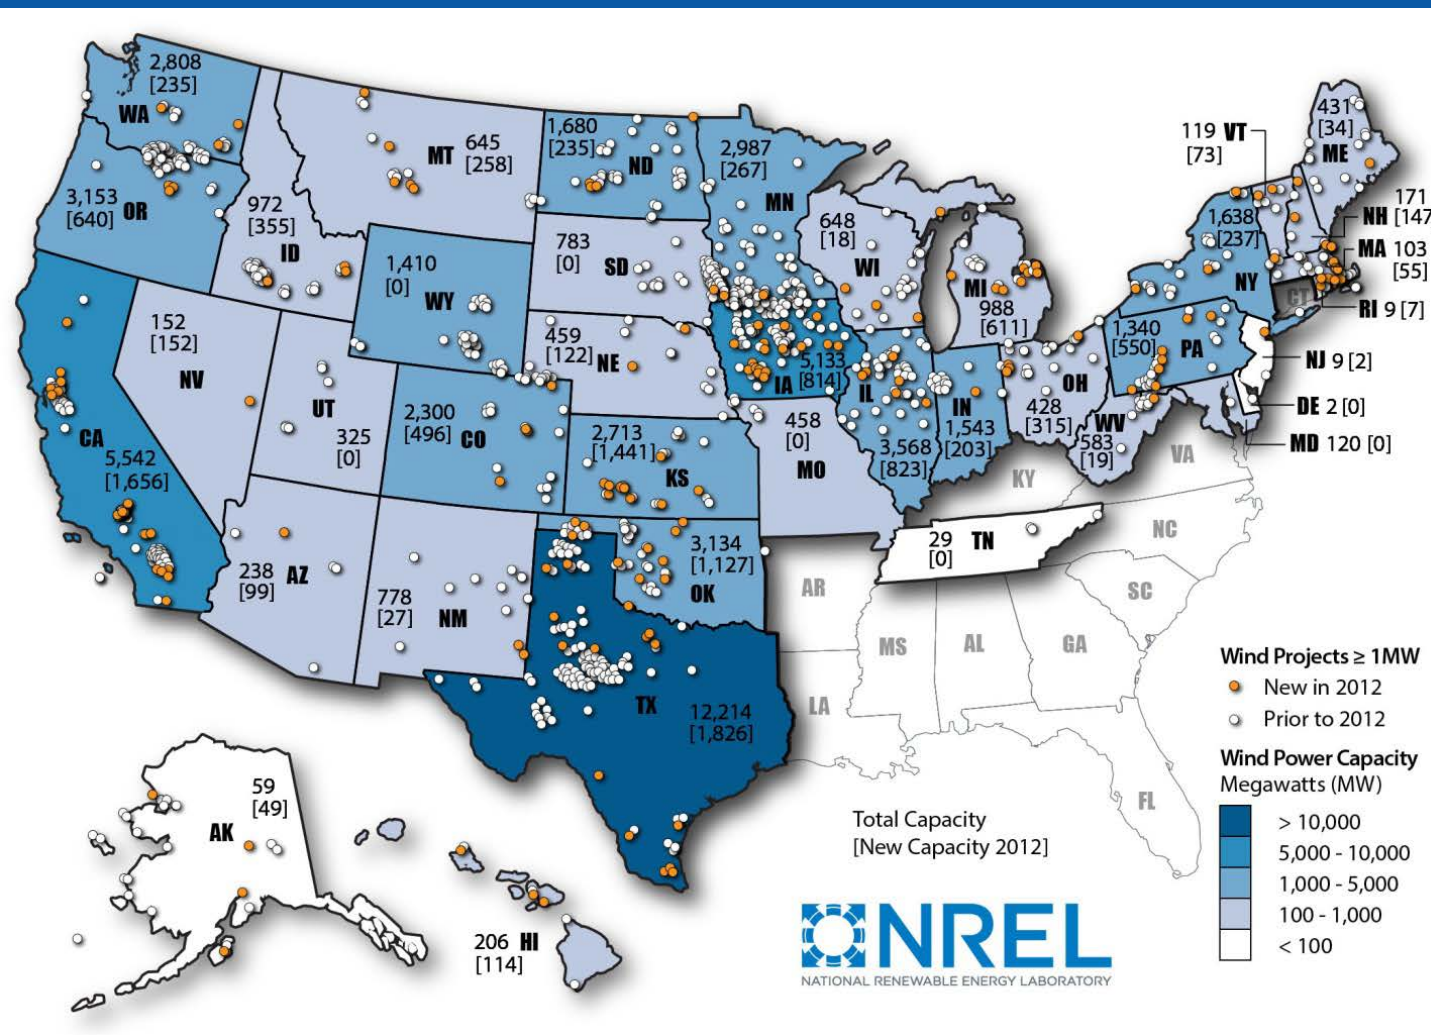 2,808
[235]
WA
3,153
[640]
OR
972
[355]
ID
MT
645
[258]
1,680
[235]
ND
2,987
[267]
MN
783
[0]
SD
1,410
[0]
WY
648
[18]
WI
MI
988
[611]
119 VT
[73]
431
[34]
ME
171
NH [147
MA 103
[55]
1,638
[237]
NY
CT
RI 9 [7]
1,340
[550]
PA
NJ 9 [2]
DE 2 [0]
MD 120 [0]
152
[152]
NV
UT
325
[0]
459
[122]
NE
5,133
IA [814]
IL
3,568
[823]
IN
1,543
[203]
OH
428
[315]
WV
583
[19]
VA
KY
CA
5,542
[1,656]
2,300
[496]
CO
2,713
[1,441]
KS
458
[0]
MO
29
[0]
TN
NC
SC
238
[99]
AZ
778
[27]
NM
3,134
[1,127]
OK
AR
MS
AL
GA
LA
FL
TX
12,214
[1,826]
59
[49]
AK
206 HI
[114]
Total Capacity
[New Capacity 2012]
Wind Projects ≥ 1MW
New in 2012
Prior to 2012
Wind Power Capacity
Megawatts (MW)
> 10,000
5,000 - 10,000
1,000 - 5,000
100 - 1,000
< 100
NREL
NATIONAL RENEWABLE ENERGY LABORATORY